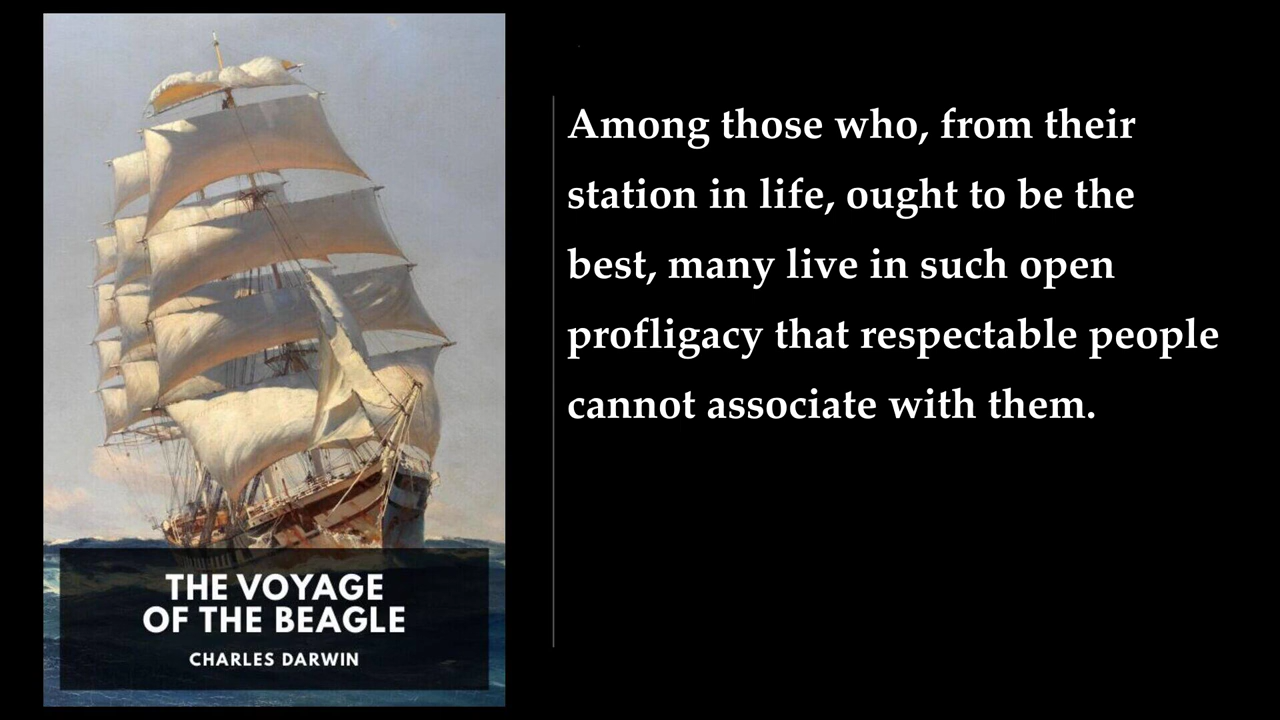 THE VOYAGE
OF THE BEAGLE
CHARLES DARWIN
Among those who, from their
station in life, ought to be the
best, many live in such open
profligacy that respectable people
cannot associate with them.